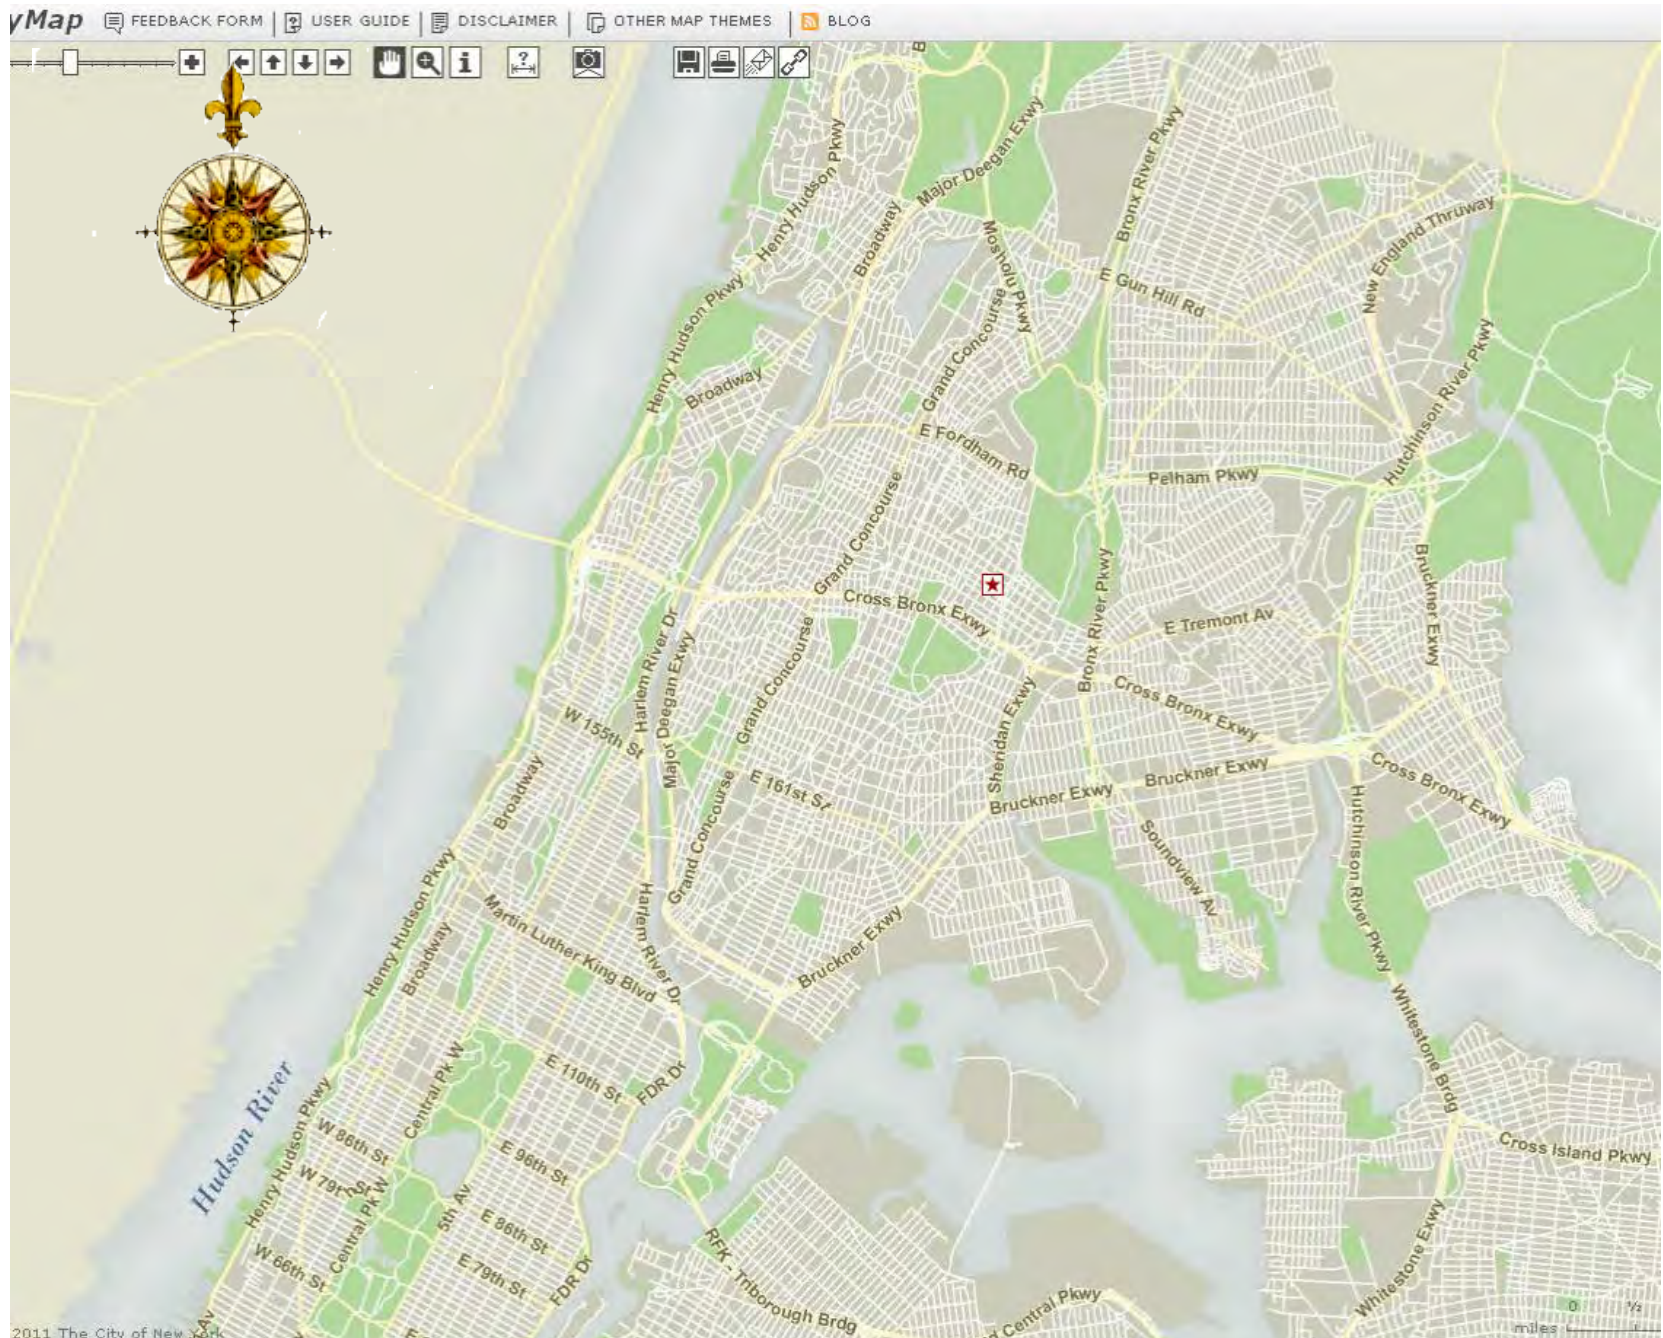 yMap
FEEDBACK FORM
USER GUIDE
DISCLAIMER
OTHER MAP THEMES
BLOG
Major Deegan Exwy
Bronx River Pkwy
Henry Hudson Pkwy
Broadway
Mosholu Pkwy
New England Thruway
E Gun Hill Rd
Henry Hudson Pkwy
Grand Concourse
Hutchinson River Pkwy
Broadway
E Fordham Rd
Pelham Pkwy
Grand Concourse
Bruckner Exwy
Cross Bronx Exwy
Bronx River Pkwy
E Tremont Av
Harlem River Dr
Major Deegan Exwy
Grand Concourse
Cross Bronx Exwy
W 155th St
Sheridan Exwy
Broadway
E 161st St
Bruckner Exwy
Bruckner Exwy
Cross Bronx Exwy
Grand Concourse
Hutchinson River Pkwy
Soundview Av
Henry Hudson Pkwy
Harlem River Dr
Martin Luther King Blvd
Broadway
Bruckner Exwy
Whitestone Brdg
Hudson River
Henry Hudson Pkwy
Central Pk W
E 110th St
FDR Dr
W 86th St
E 96th St
Cross Island Pkwy
W 79th St
Central Pk W
5th Av
E 86th St
W 66th St
E 79th St
FDR Dr
RFK - Triborough Brdg
Whitestone Exwy
d Central Pkwy
Av
0 ½
miles
2011 The City of New York